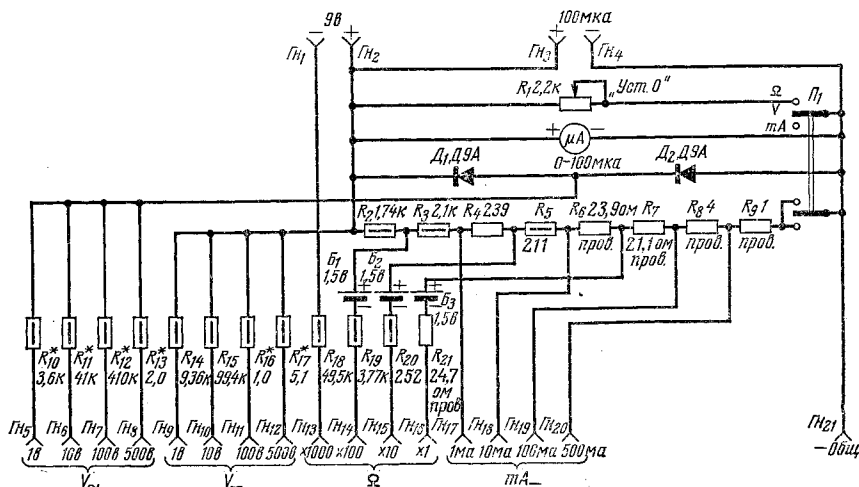 9в
100мка
Гн1 Гн2 Гн3 Гн4
R1 2,2к „Уст. 0"
Ω
V
П1
mA
μA
0-100мка
Д1 Д9А
Д2 Д9А
R2 1,74к R3 2,1к R4 239 R5 R6 23,9ом R7 R8 4 R9 1
211 пров. 21,1 ом пров. пров. пров.
Б1 1,5в Б2 1,5в Б3 1,5в
R10* 3,6к
R11* 41к
R12* 410к
R13* 2,0
R14 9,36к
R15 99,4к
R16* 1,0
R17* 5,1
R18 49,5к
R19 3,77к
R20 252
R21 24,7 ом пров.
Гн5 Гн6 Гн7 Гн8 Гн9 Гн10 Гн11 Гн12 Гн13 Гн14 Гн15 Гн16 Гн17 Гн18 Гн19 Гн20 Гн21
1в 10в 100в 500в 1в 10в 100в ×1000 ×100 ×10 ×1 1ма 10ма 100ма 500ма -Общ.
Ω mA_